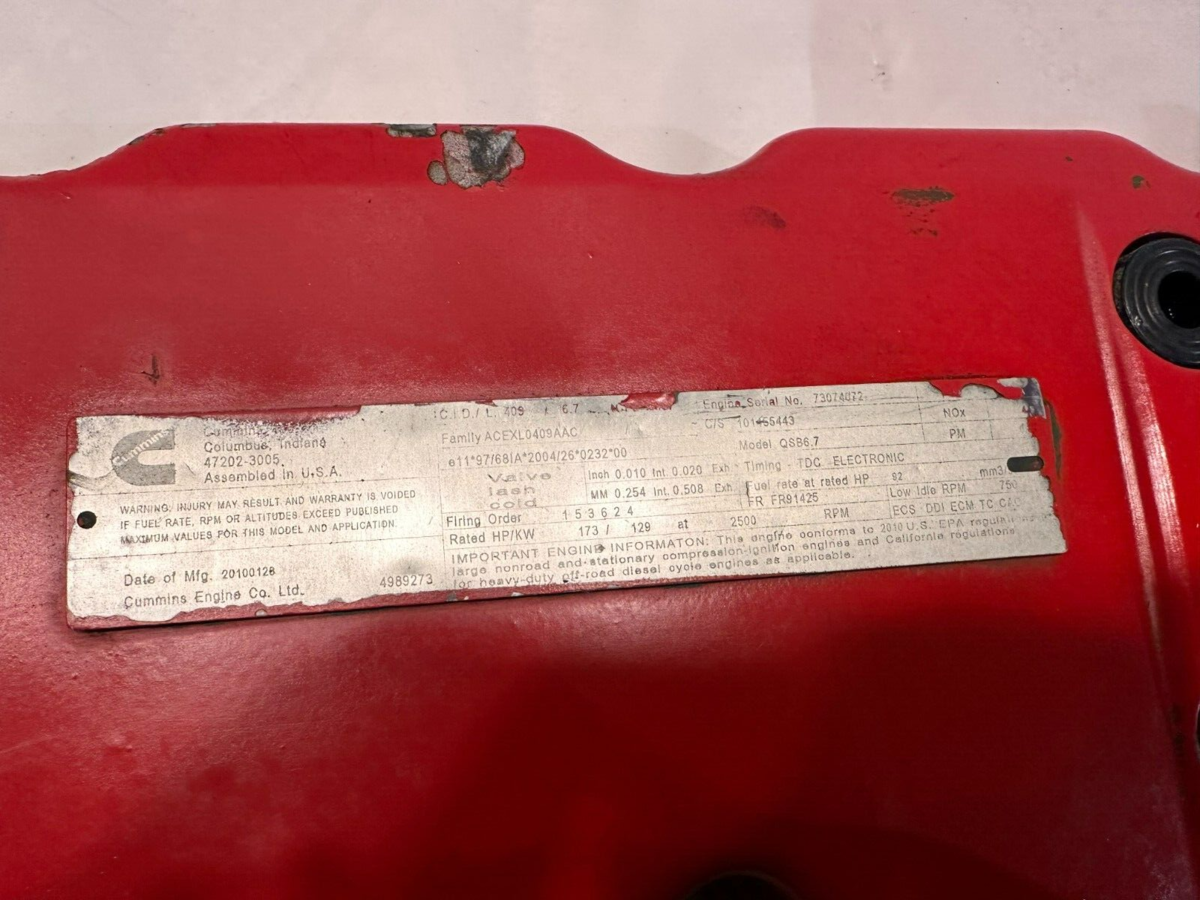 Cummins
Columbus, Indiana
47202-3005
Assembled in U.S.A.
WARNING. INJURY MAY RESULT AND WARRANTY IS VOIDED
IF FUEL RATE, RPM OR ALTITUDES EXCEED PUBLISHED
MAXIMUM VALUES FOR THIS MODEL AND APPLICATION.
Date of Mfg. 20100128
Cummins Engine Co. Ltd.
4989273
C.I.D./L. 409 / 6.7
Family ACEXL0409AAC
e11*97/68IA*2004/26*0232*00
Valve
lash
cold
Inch 0.010 Int. 0.020 Exh
MM 0.254 Int. 0.508 Exh
Firing Order 1 5 3 6 2 4
Rated HP/KW 173 / 129 at 2500 RPM
Engine Serial No. 73074072
C/S
Model QSB6.7
NOx
PM
Timing - TDC ELECTRONIC
Fuel rate at rated HP 92 mm3/
FR FR91425
Low Idle RPM 750
ECS DDI ECM TC CAC
IMPORTANT ENGINE INFORMATON: This engine conforms to 2010 U.S. EPA
large nonroad and stationary compression-ignition engines and California regulations
for heavy-duty off-road diesel cycle engines as applicable.